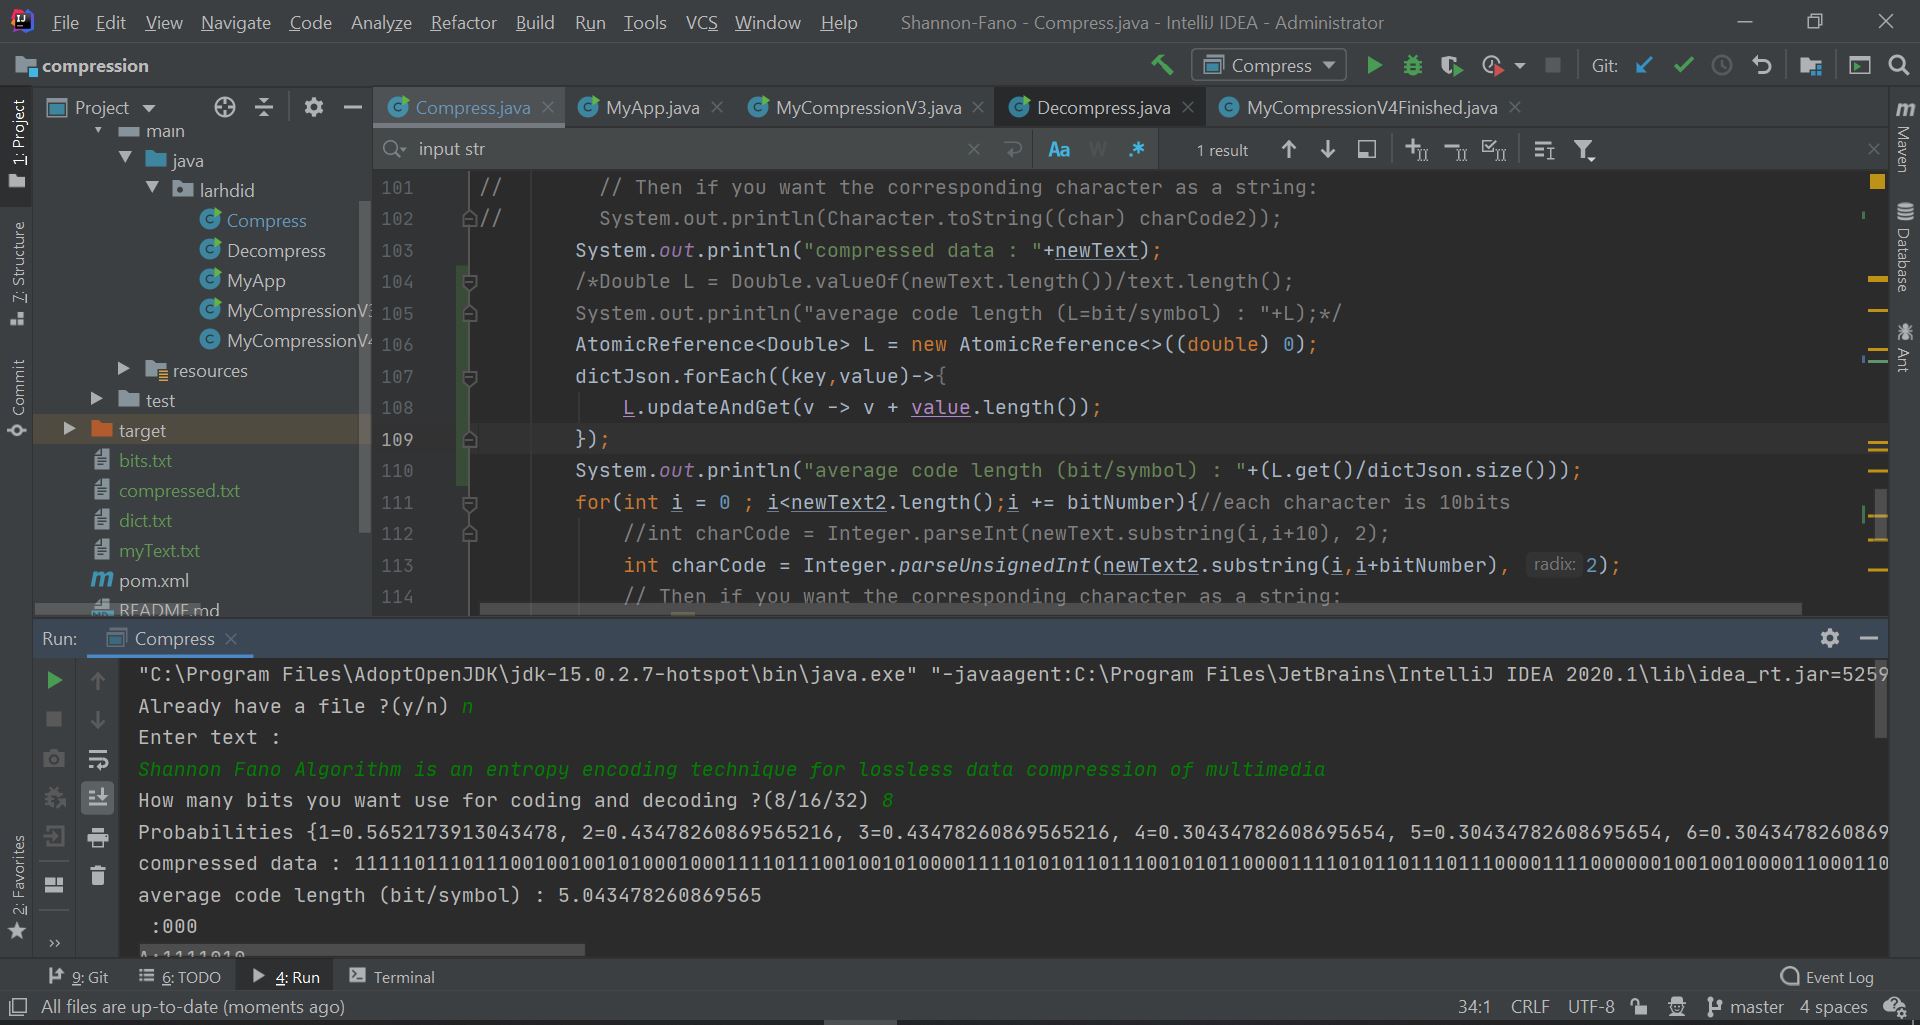 File Edit View Navigate Code Analyze Refactor Build Run Tools VCS Window Help Shannon-Fano - Compress.java - IntelliJ IDEA - Administrator
compression Compress Git:
Project Compress.java MyApp.java MyCompressionV3.java Decompress.java MyCompressionV4Finished.java
input str Aa W .* 1 result
1: Project
7: Structure
Commit
2: Favorites
main
java
larhdid
Compress
Decompress
MyApp
MyCompressionV3
MyCompressionV4
resources
test
target
bits.txt
compressed.txt
dict.txt
myText.txt
pom.xml
README.md
101 // // Then if you want the corresponding character as a string:
102 // System.out.println(Character.toString((char) charCode2));
103 System.out.println("compressed data : "+newText);
104 /*Double L = Double.valueOf(newText.length())/text.length();
105 System.out.println("average code length (L=bit/symbol) : "+L);*/
106 AtomicReference<Double> L = new AtomicReference<>((double) 0);
107 dictJson.forEach((key,value)->{
108 L.updateAndGet(v -> v + value.length());
109 });
110 System.out.println("average code length (bit/symbol) : "+(L.get()/dictJson.size()));
111 for(int i = 0 ; i<newText2.length();i += bitNumber){//each character is 10bits
112 //int charCode = Integer.parseInt(newText.substring(i,i+10), 2);
113 int charCode = Integer.parseUnsignedInt(newText2.substring(i,i+bitNumber), radix: 2);
114 // Then if you want the corresponding character as a string:
Maven
Database
Ant
Run: Compress
"C:\Program Files\AdoptOpenJDK\jdk-15.0.2.7-hotspot\bin\java.exe" "-javaagent:C:\Program Files\JetBrains\IntelliJ IDEA 2020.1\lib\idea_rt.jar=5259
Already have a file ?(y/n) n
Enter text :
Shannon Fano Algorithm is an entropy encoding technique for lossless data compression of multimedia
How many bits you want use for coding and decoding ?(8/16/32) 8
Probabilities {1=0.5652173913043478, 2=0.43478260869565216, 3=0.43478260869565216, 4=0.30434782608695654, 5=0.30434782608695654, 6=0.3043478260869
compressed data :
average code length (bit/symbol) : 5.043478260869565
:000
A:1111010
9: Git 6: TODO 4: Run Terminal Event Log
All files are up-to-date (moments ago) 34:1 CRLF UTF-8 master 4 spaces